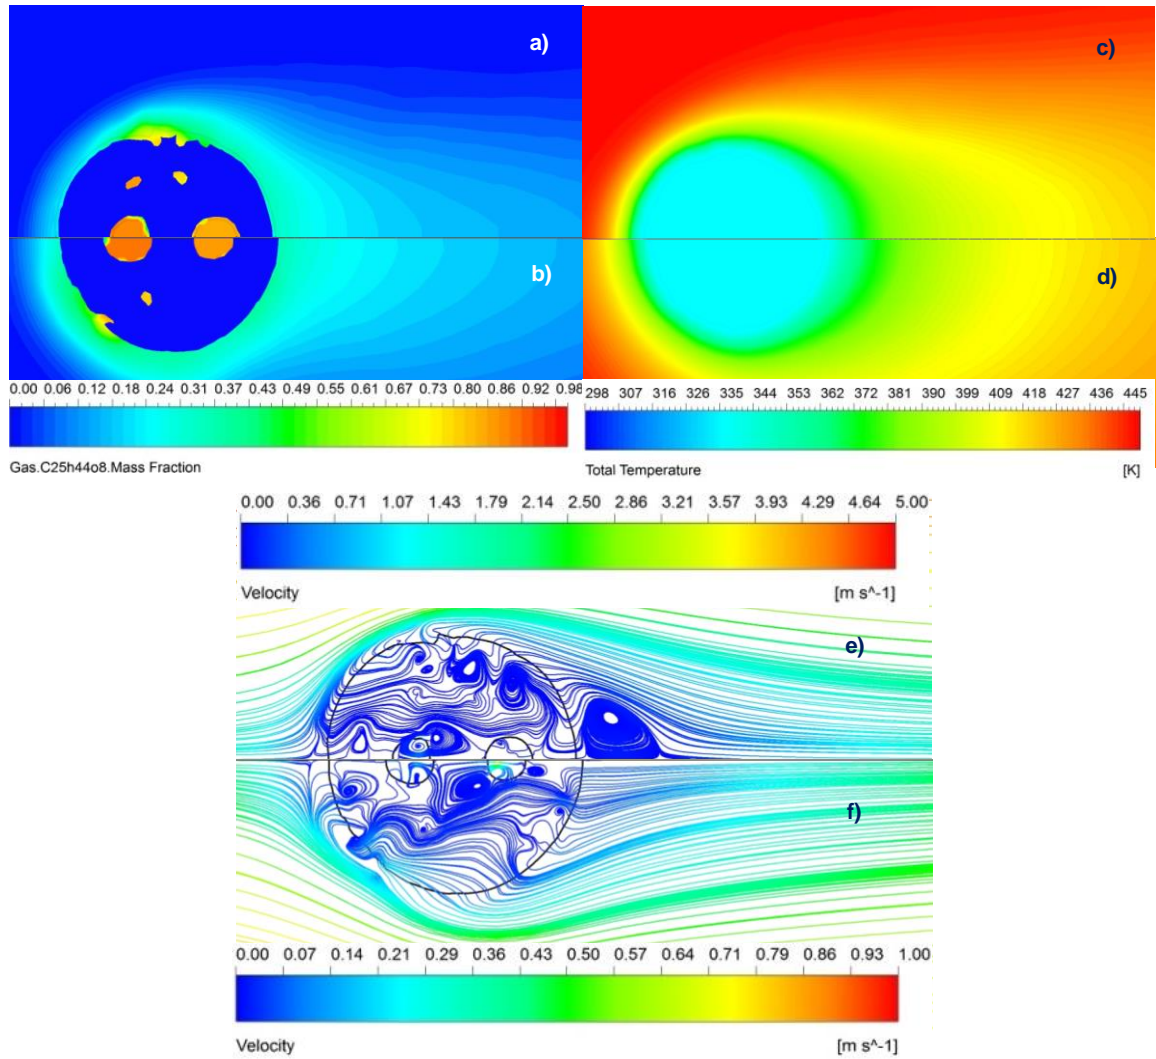 a)
c)
b)
d)
0.00 0.06 0.12 0.18 0.24 0.31 0.37 0.43 0.49 0.55 0.61 0.67 0.73 0.80 0.86 0.92 0.98
298 307 316 326 335 344 353 362 372 381 390 399 409 418 427 436 445
Gas.C25h44o8.Mass Fraction
Total Temperature [K]
0.00 0.36 0.71 1.07 1.43 1.79 2.14 2.50 2.86 3.21 3.57 3.93 4.29 4.64 5.00
Velocity [m s^-1]
e)
f)
0.00 0.07 0.14 0.21 0.29 0.36 0.43 0.50 0.57 0.64 0.71 0.79 0.86 0.93 1.00
Velocity [m s^-1]